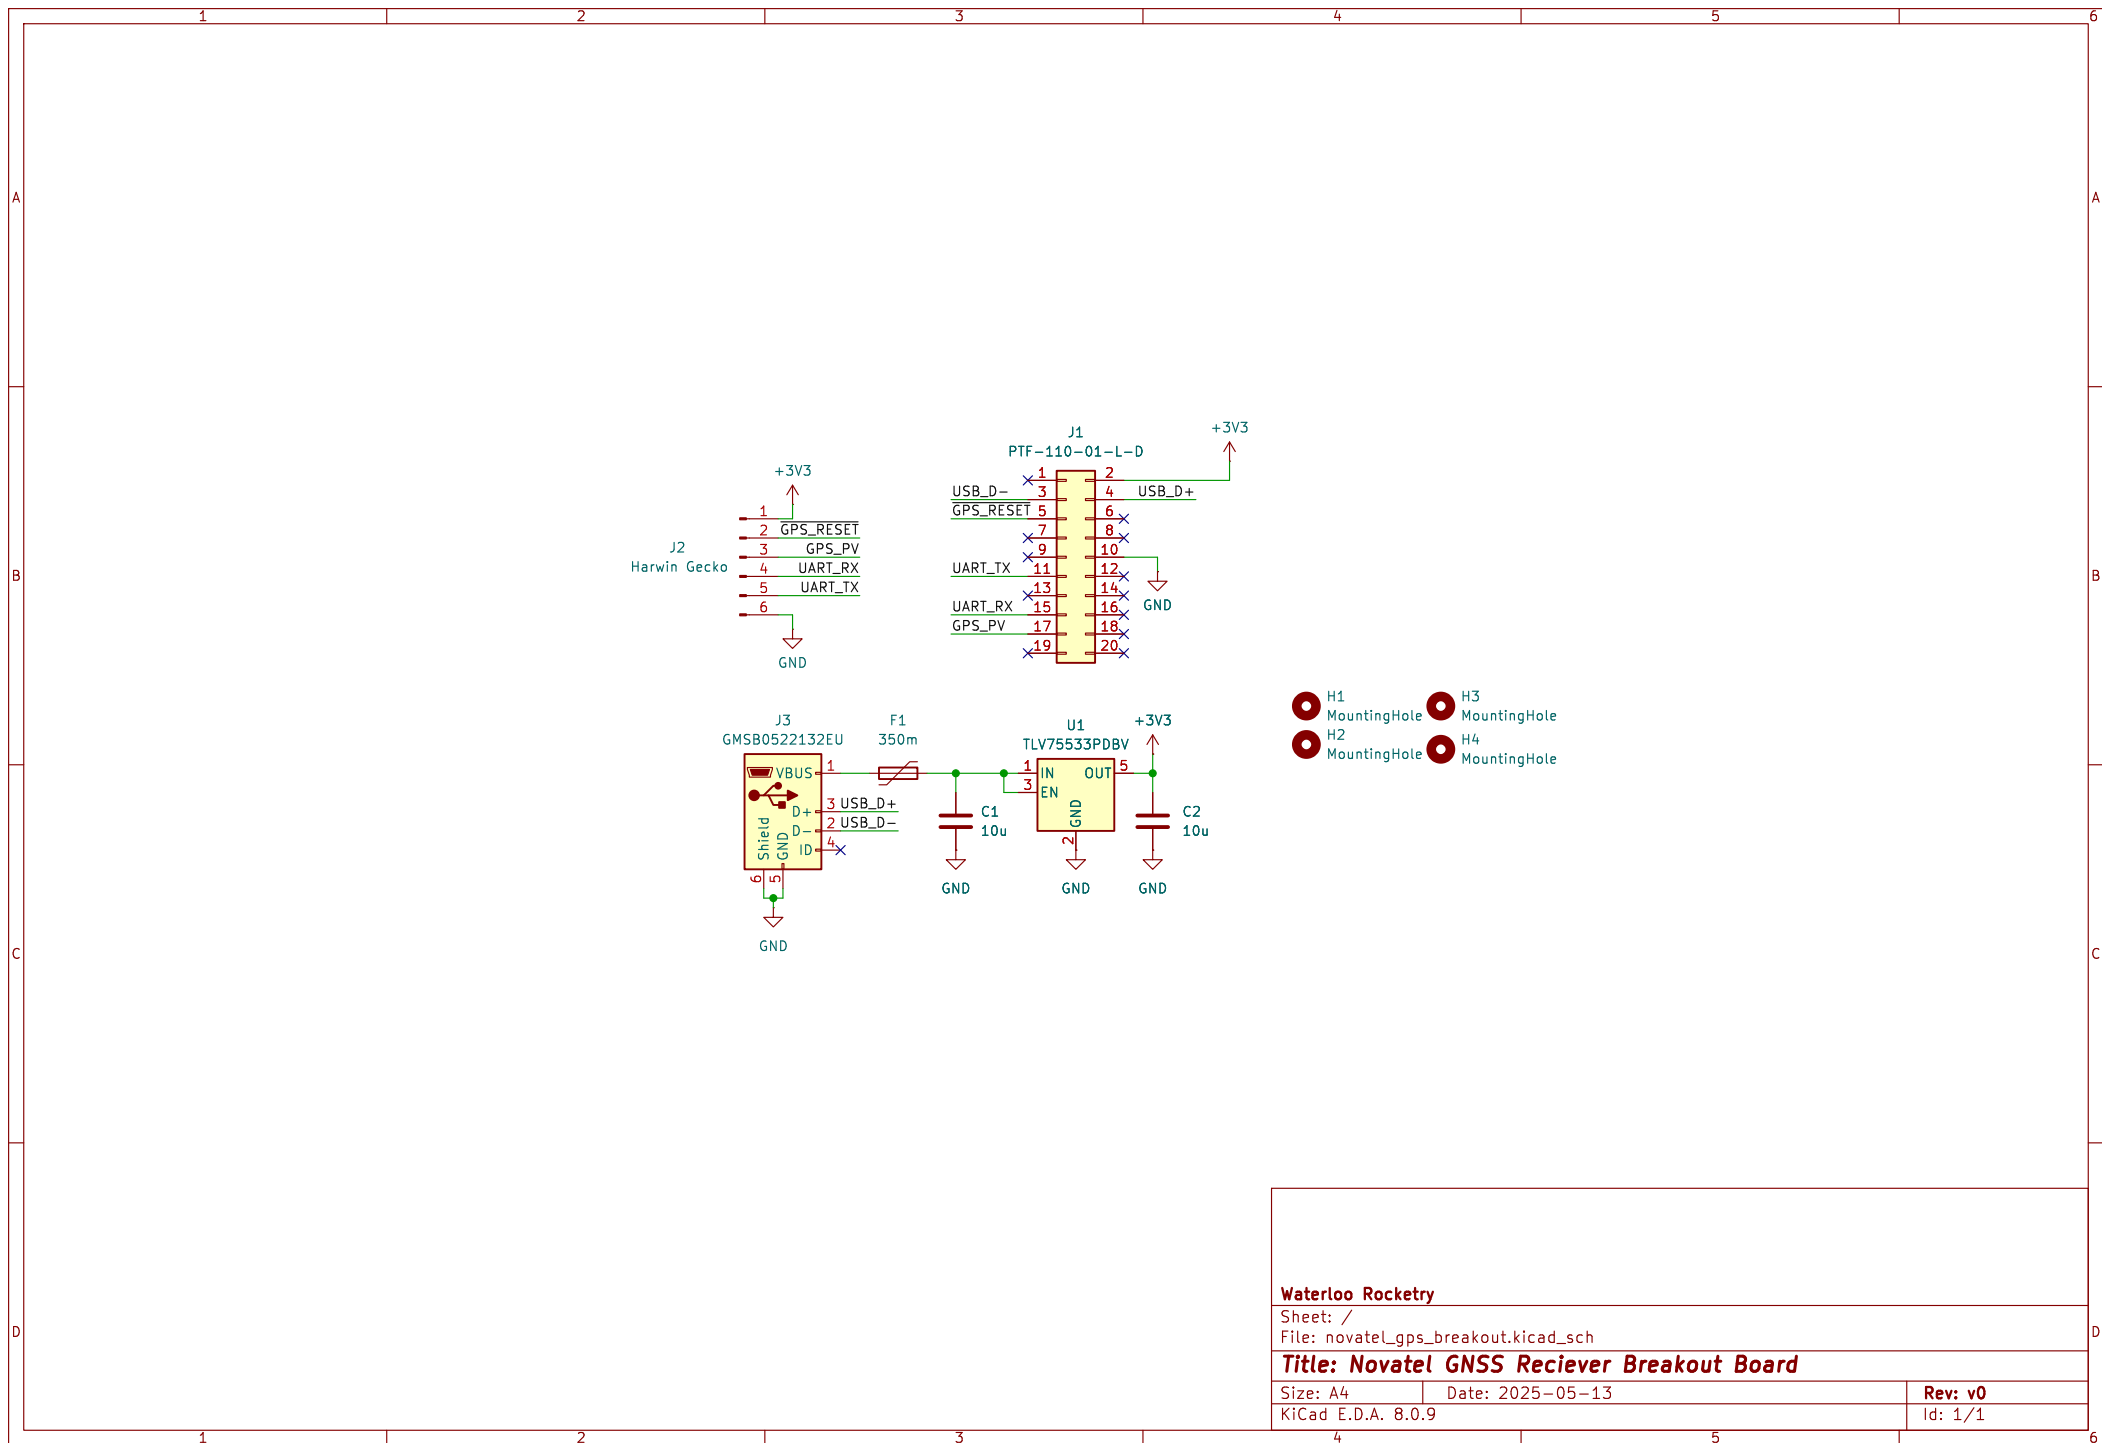 1 2 3 4 5 6
A A
B B
C C
D D
+3V3
J2
Harwin Gecko
1
2 GPS_RESET
3 GPS_PV
4 UART_RX
5 UART_TX
6
GND
J1
PTF-110-01-L-D
+3V3
1 2
USB_D- 3 4 USB_D+
GPS_RESET 5 6
7 8
9 10
UART_TX 11 12
13 14
UART_RX 15 16
GPS_PV 17 18
19 20
GND
J3
GMSB0522132EU
VBUS 1
D+ 3 USB_D+
D- 2 USB_D-
ID 4
Shield 6
GND 5
GND
F1
350m
C1
10u
GND
U1
TLV75533PDBV
1 IN OUT 5
3 EN
GND 2
GND
+3V3
C2
10u
GND
H1
MountingHole
H2
MountingHole
H3
MountingHole
H4
MountingHole
Waterloo Rocketry
Sheet: /
File: novatel_gps_breakout.kicad_sch
Title: Novatel GNSS Reciever Breakout Board
Size: A4 Date: 2025-05-13 Rev: v0
KiCad E.D.A. 8.0.9 Id: 1/1
1 2 3 4 5 6